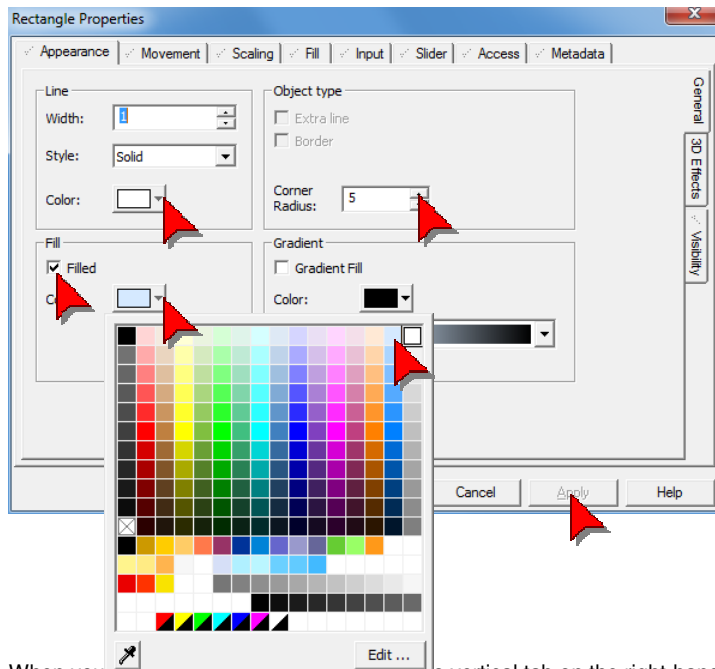 Rectangle Properties
Appearance Movement Scaling Fill Input Slider Access Metadata
General
3D Effects
Visibility
Line
Width: 1
Style: Solid
Color:
Object type
Extra line
Border
Corner
Radius: 5
Fill
Filled
Gradient
Gradient Fill
Color:
Cancel Apply Help
Edit ...
When you
vertical tab on the right